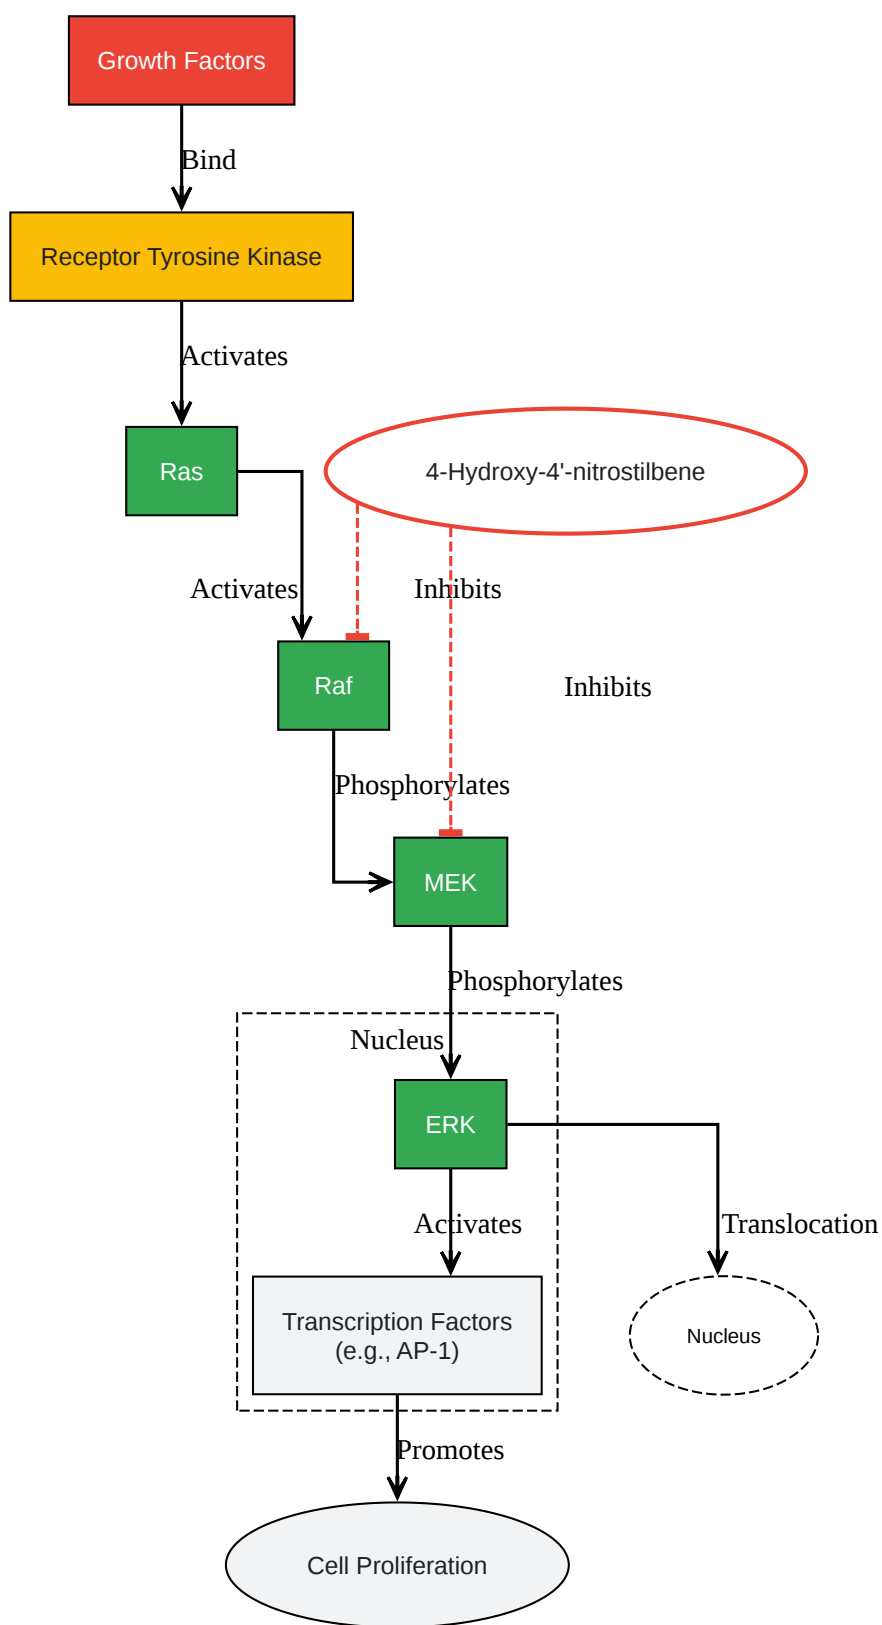 Growth Factors
Bind
Receptor Tyrosine Kinase
Activates
Ras
4-Hydroxy-4'-nitrostilbene
Activates
Inhibits
Raf
Inhibits
Phosphorylates
MEK
Phosphorylates
Nucleus
ERK
Activates
Translocation
Transcription Factors
(e.g., AP-1)
Nucleus
Promotes
Cell Proliferation